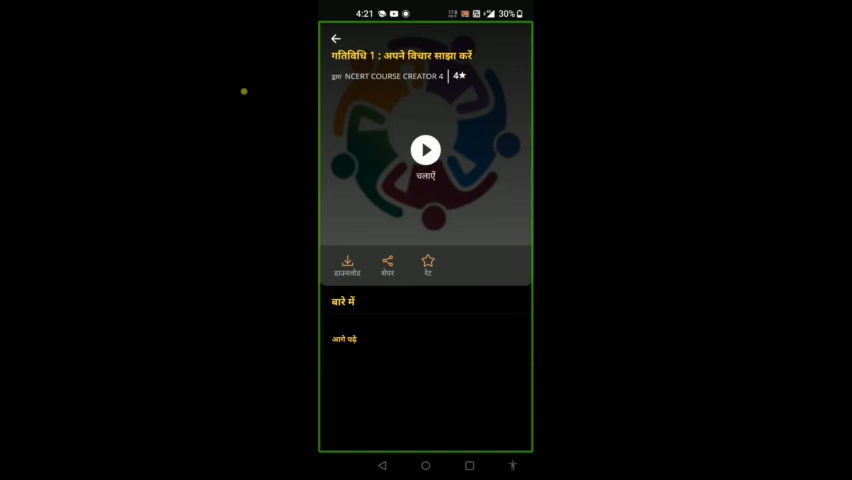 4:21 30%
गतिविधि 1 : अपने विचार साझा करें
द्वारा NCERT COURSE CREATOR 4 4★
चलाऐं
डाउनलोड शेयर रेट
बारे में
आगे पढ़े